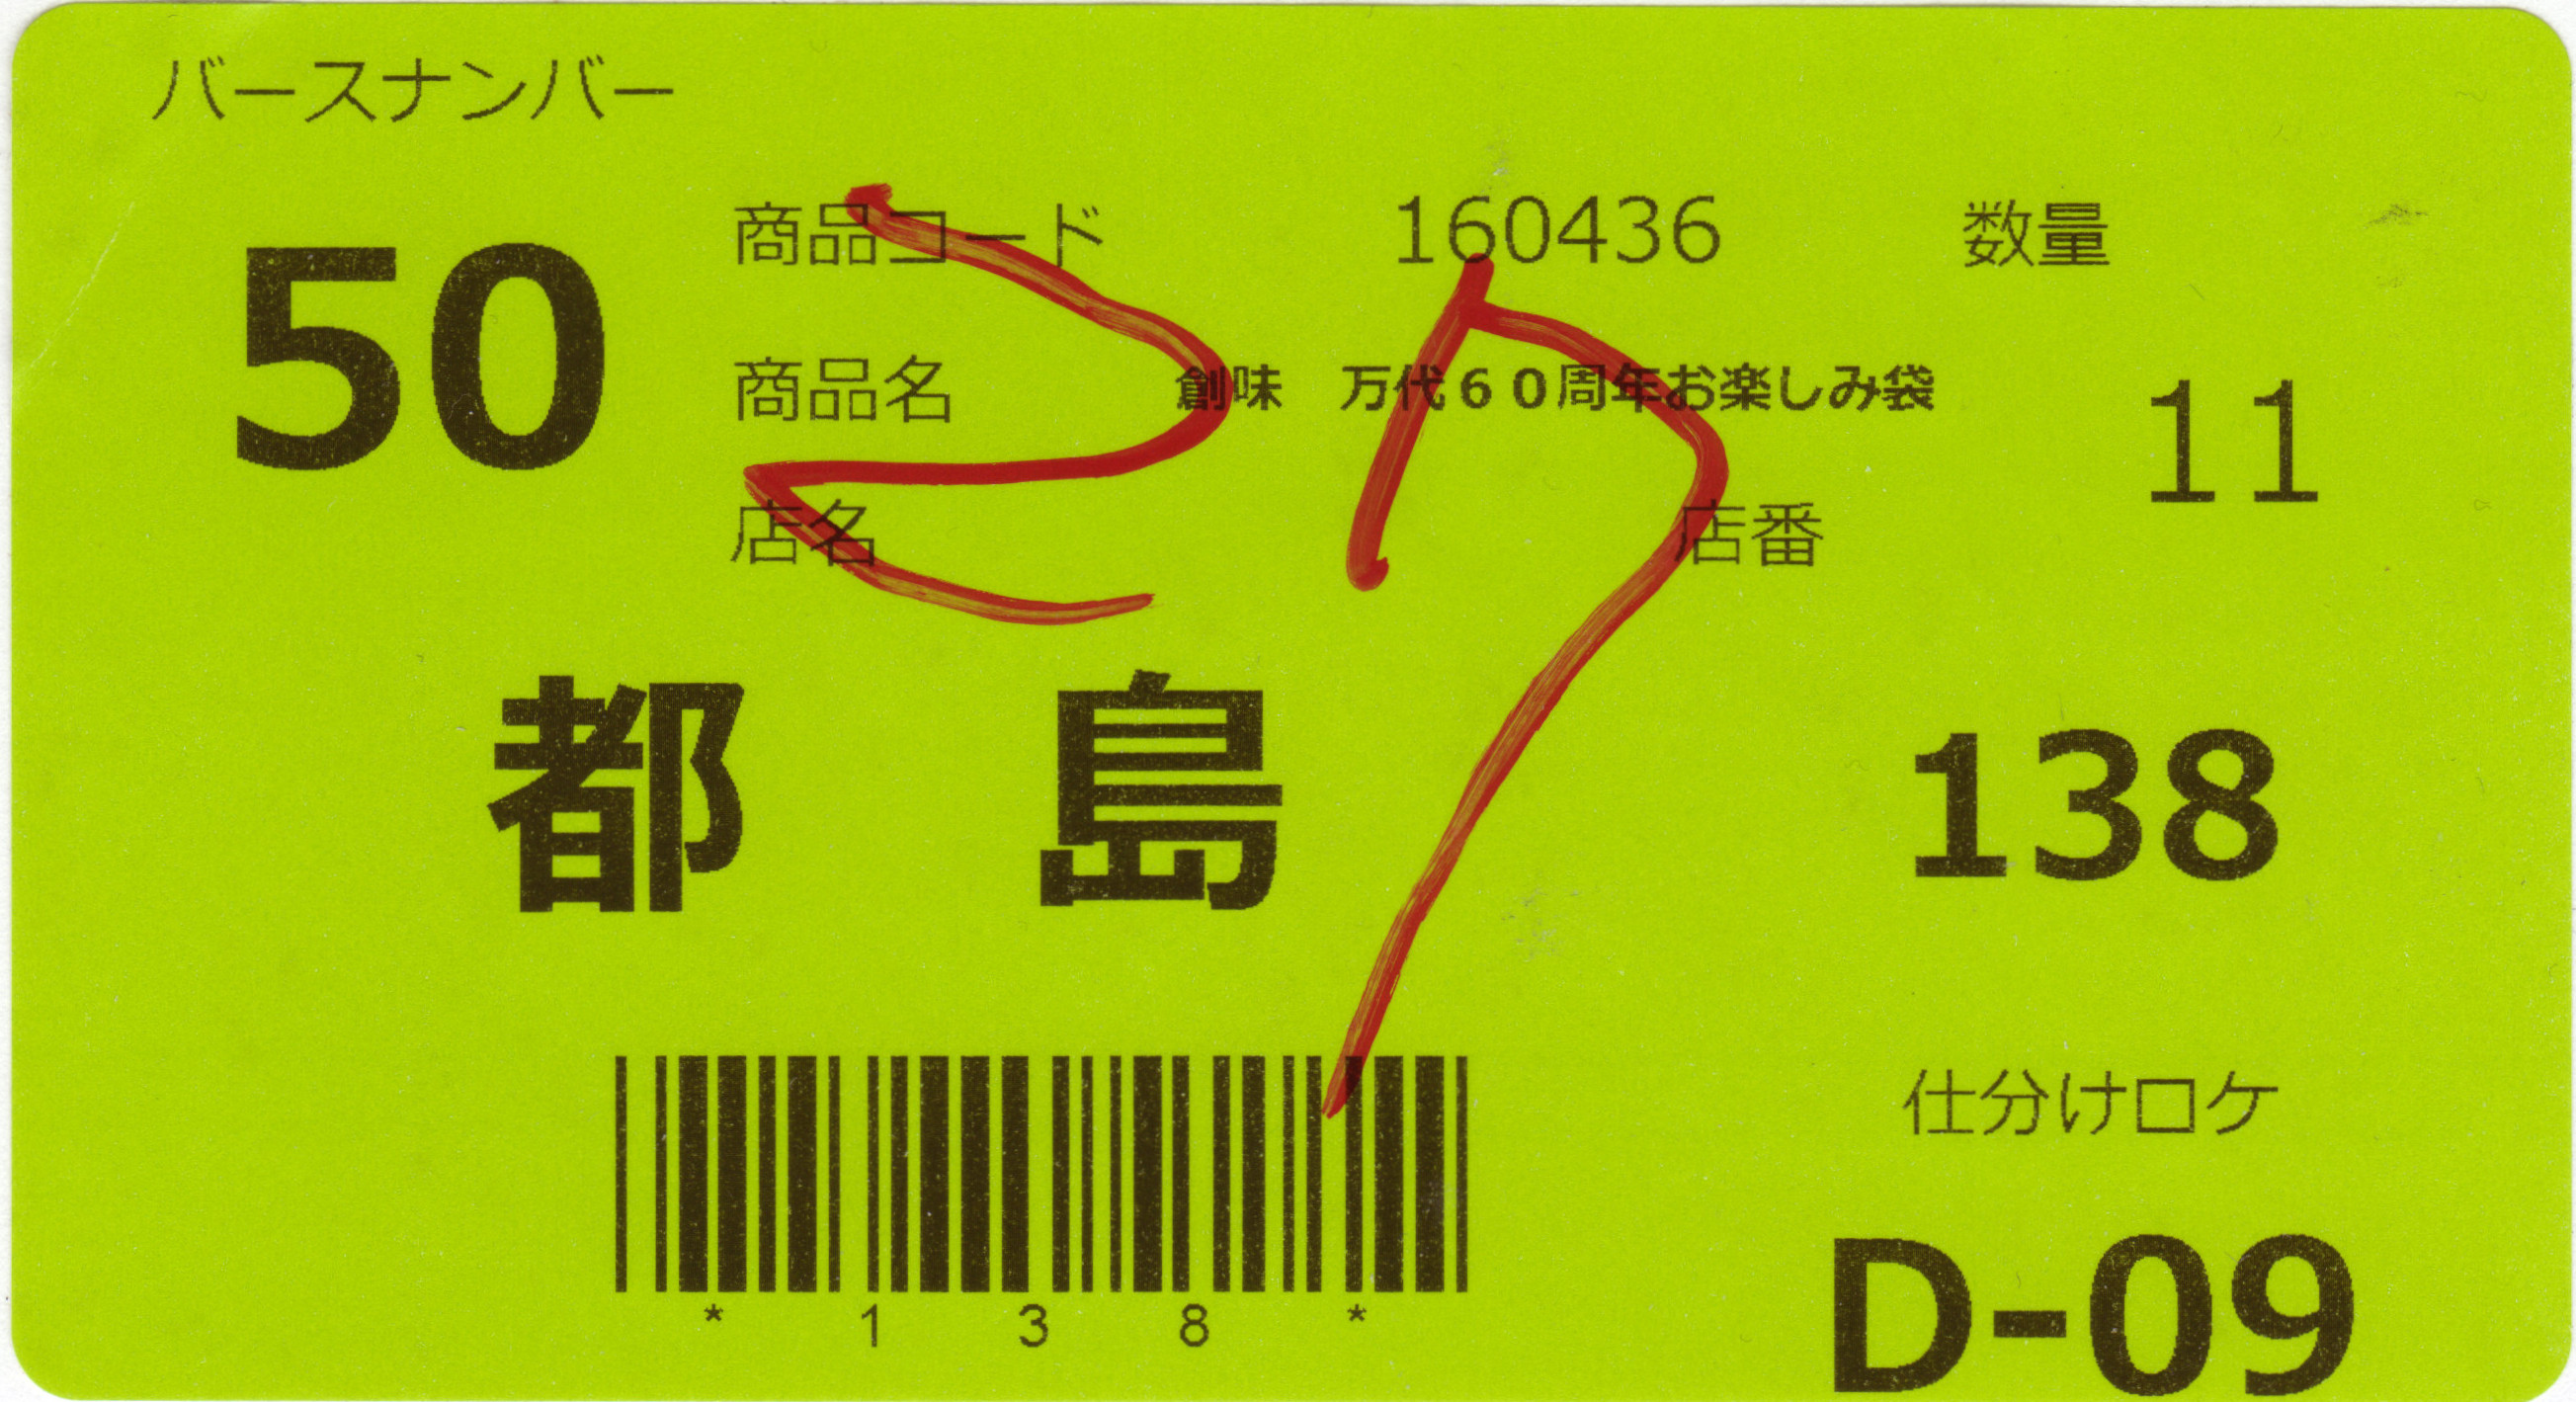 バースナンバー
50
商品コード 160436 数量
商品名 創味 万代６０周年お楽しみ袋 11
店名 店番
都 島 138
27
仕分けロケ
*138*
D-09